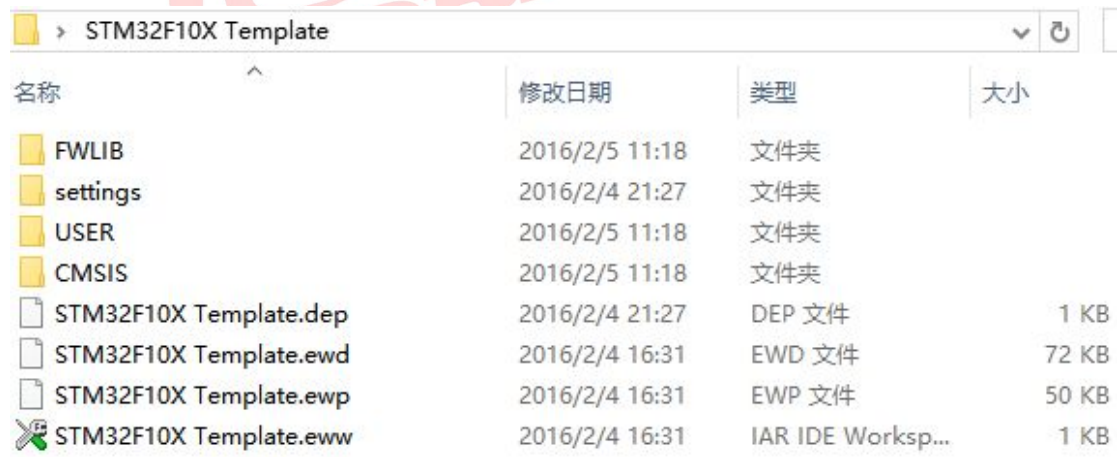 STM32F10X Template
名称 修改日期 类型 大小
FWLIB 2016/2/5 11:18 文件夹
settings 2016/2/4 21:27 文件夹
USER 2016/2/5 11:18 文件夹
CMSIS 2016/2/5 11:18 文件夹
STM32F10X Template.dep 2016/2/4 21:27 DEP 文件 1 KB
STM32F10X Template.ewd 2016/2/4 16:31 EWD 文件 72 KB
STM32F10X Template.ewp 2016/2/4 16:31 EWP 文件 50 KB
STM32F10X Template.eww 2016/2/4 16:31 IAR IDE Worksp... 1 KB